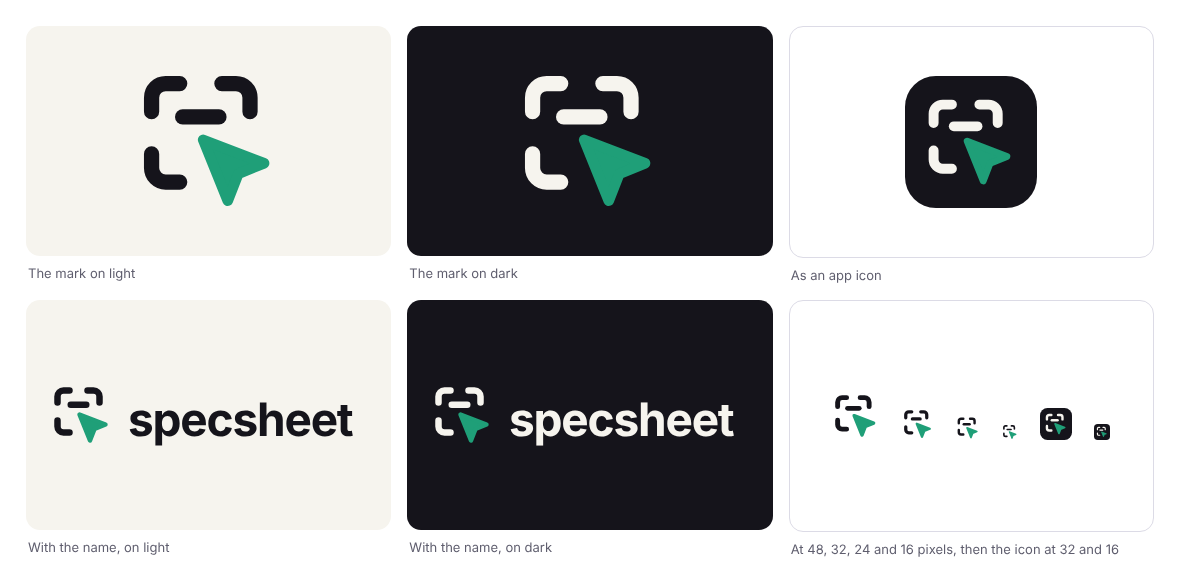 The mark on light
The mark on dark
As an app icon
specsheet
specsheet
With the name, on light
With the name, on dark
At 48, 32, 24 and 16 pixels, then the icon at 32 and 16